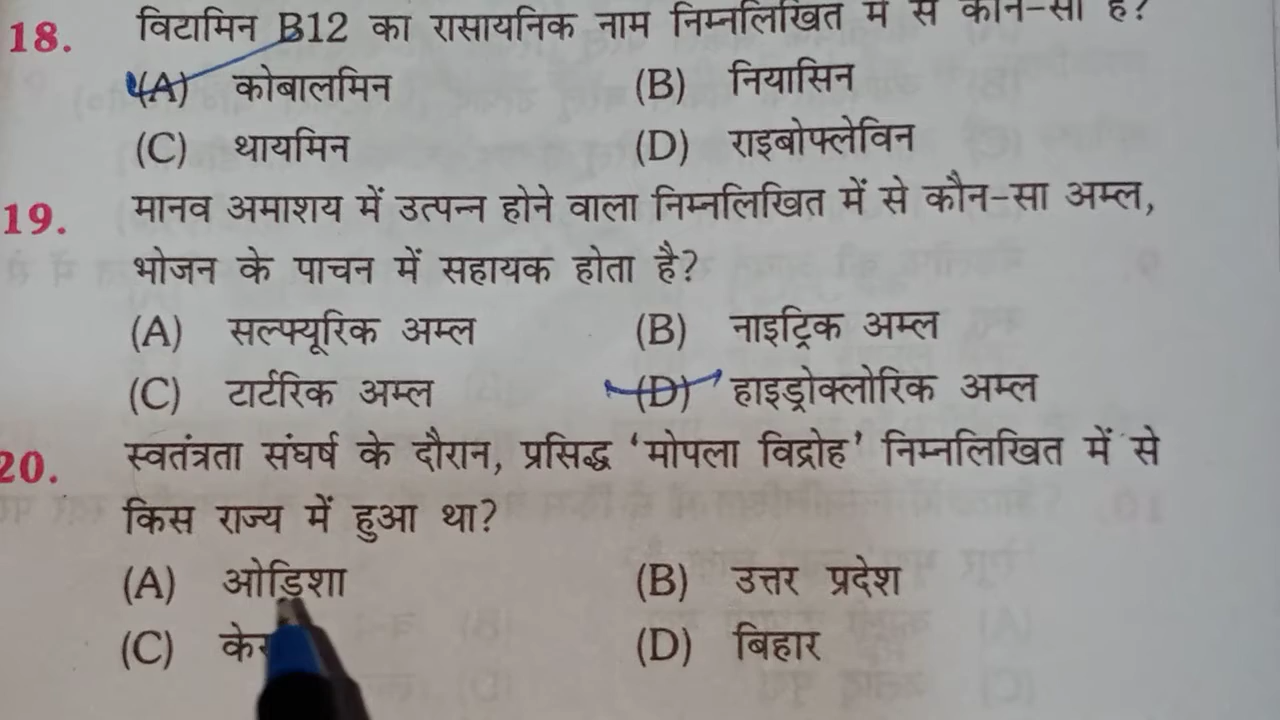 18. विटामिन B12 का रासायनिक नाम निम्नलिखित में से कौन-सा है?
(A) कोबालमिन (B) नियासिन
(C) थायमिन (D) राइबोफ्लेविन
19. मानव अमाशय में उत्पन्न होने वाला निम्नलिखित में से कौन-सा अम्ल,
भोजन के पाचन में सहायक होता है?
(A) सल्फ्यूरिक अम्ल (B) नाइट्रिक अम्ल
(C) टार्टरिक अम्ल (D) हाइड्रोक्लोरिक अम्ल
20. स्वतंत्रता संघर्ष के दौरान, प्रसिद्ध 'मोपला विद्रोह' निम्नलिखित में से
किस राज्य में हुआ था?
(A) ओडिशा (B) उत्तर प्रदेश
(C) (D) बिहार